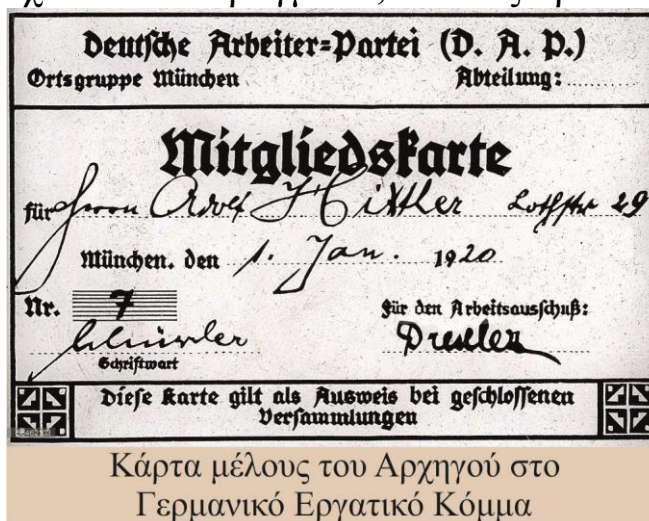 Deutsche Arbeiter=Partei (D. A. P.)
Ortsgruppe München Abteilung:
Mitgliedskarte
für Herrn Adolf Hittler Lothstr 29
München, den 1. Jan. 1920
Nr. 7 Für den Arbeitsausschuß:
Drexler
Schriftwart
Diese Karte gilt als Ausweis bei geschlossenen
Versammlungen
Κάρτα μέλους του Αρχηγού στο
Γερμανικό Εργατικό Κόμμα